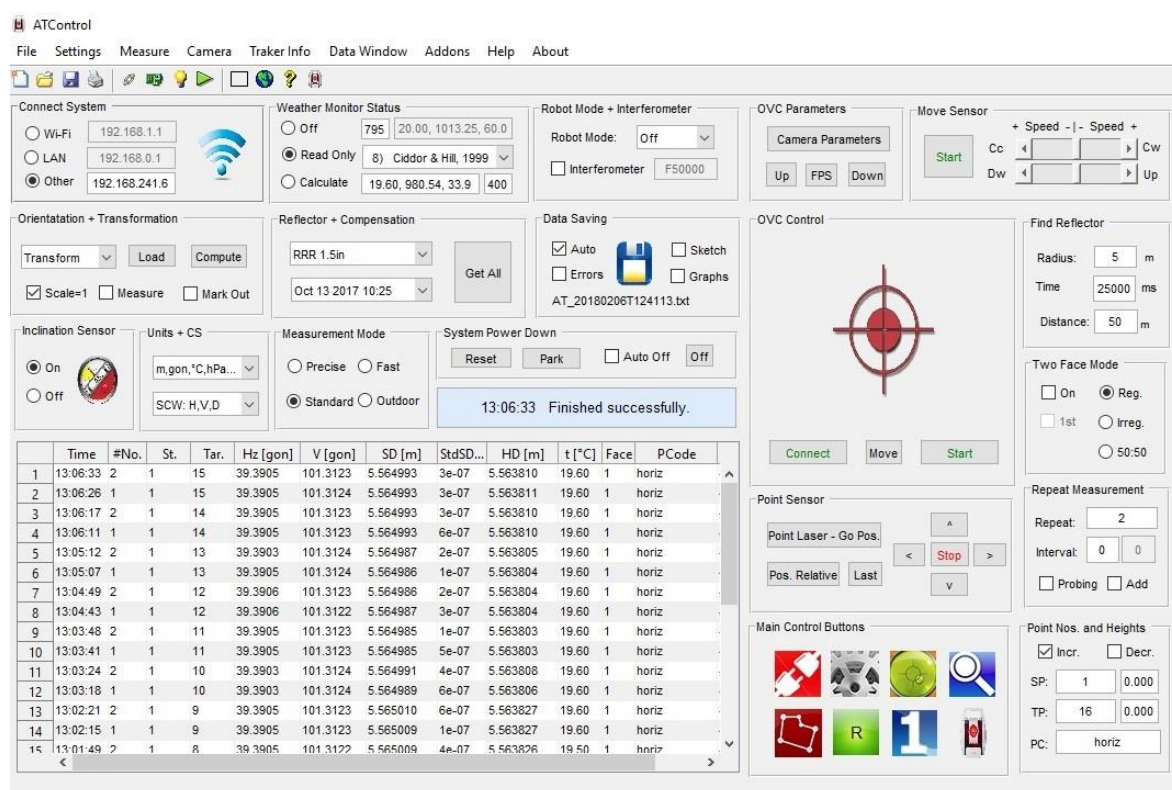 ATControl
File Settings Measure Camera Traker Info Data Window Addons Help About
Connect System
Wi-Fi 192.168.1.1
LAN 192.168.0.1
Other 192.168.241.6
Weather Monitor Status
Off 795 20.00, 1013.25, 60.0
Read Only 8) Ciddor & Hill, 1999
Calculate 19.60, 980.54, 33.9 400
Robot Mode + Interferometer
Robot Mode: Off
Interferometer F50000
OVC Parameters
Camera Parameters
Up FPS Down
Move Sensor
+ Speed -|- Speed +
Start Cc Cw
Dw Up
Orientatation + Transformation
Transform Load Compute
Scale=1 Measure Mark Out
Reflector + Compensation
RRR 1.5in
Get All
Oct 13 2017 10:25
Data Saving
Auto Sketch
Errors Graphs
AT_20180206T124113.txt
OVC Control
Connect Move Start
Find Reflector
Radius: 5 m
Time 25000 ms
Distance: 50 m
Inclination Sensor
On
Off
Units + CS
m,gon,°C,hPa...
SCW: H,V,D
Measurement Mode
Precise Fast
Standard Outdoor
System Power Down
Reset Park Auto Off Off
13:06:33 Finished successfully.
Two Face Mode
On Reg.
1st Irreg.
50:50
Time #No. St. Tar. Hz [gon] V [gon] SD [m] StdSD... HD [m] t [°C] Face PCode
1 13:06:33 2 1 15 39.3905 101.3123 5.564993 3e-07 5.563810 19.60 1 horiz
2 13:06:26 1 1 15 39.3905 101.3124 5.564993 3e-07 5.563811 19.60 1 horiz
3 13:06:17 2 1 14 39.3905 101.3123 5.564993 3e-07 5.563810 19.60 1 horiz
4 13:06:11 1 1 14 39.3905 101.3123 5.564993 6e-07 5.563810 19.60 1 horiz
5 13:05:12 2 1 13 39.3903 101.3124 5.564987 2e-07 5.563805 19.60 1 horiz
6 13:05:07 1 1 13 39.3905 101.3124 5.564986 1e-07 5.563804 19.60 1 horiz
7 13:04:49 2 1 12 39.3906 101.3123 5.564986 2e-07 5.563804 19.60 1 horiz
8 13:04:43 1 1 12 39.3906 101.3122 5.564987 3e-07 5.563804 19.60 1 horiz
9 13:03:48 2 1 11 39.3905 101.3123 5.564985 1e-07 5.563803 19.60 1 horiz
10 13:03:41 1 1 11 39.3905 101.3123 5.564985 5e-07 5.563803 19.60 1 horiz
11 13:03:24 2 1 10 39.3903 101.3124 5.564991 4e-07 5.563808 19.60 1 horiz
12 13:03:18 1 1 10 39.3903 101.3124 5.564989 6e-07 5.563806 19.60 1 horiz
13 13:02:21 2 1 9 39.3905 101.3123 5.565010 6e-07 5.563827 19.60 1 horiz
14 13:02:15 1 1 9 39.3905 101.3123 5.565009 1e-07 5.563827 19.60 1 horiz
15 13:01:49 2 1 8 39.3905 101.3122 5.565009 4e-07 5.563826 19.50 1 horiz
Point Sensor
Point Laser - Go Pos.
^
< Stop >
Pos. Relative Last
v
Repeat Measurement
Repeat: 2
Interval: 0 0
Probing Add
Main Control Buttons
R 1
Point Nos. and Heights
Incr. Decr.
SP: 1 0.000
TP: 16 0.000
PC: horiz